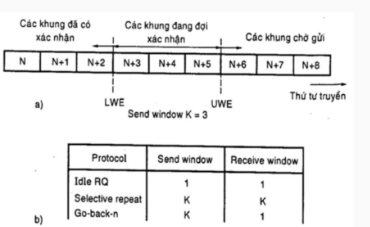 Các khung đã có
xác nhận
Các khung đang đợi
xác nhận
Các khung chờ gửi
N N+1 N+2 N+3 N+4 N+5 N+6 N+7 N+8
a)
LWE
UWE
Thứ tự truyền
Send window K = 3
Protocol Send window Receive window
Idle RQ 1 1
Selective repeat K K
Go-back-n K 1
b)